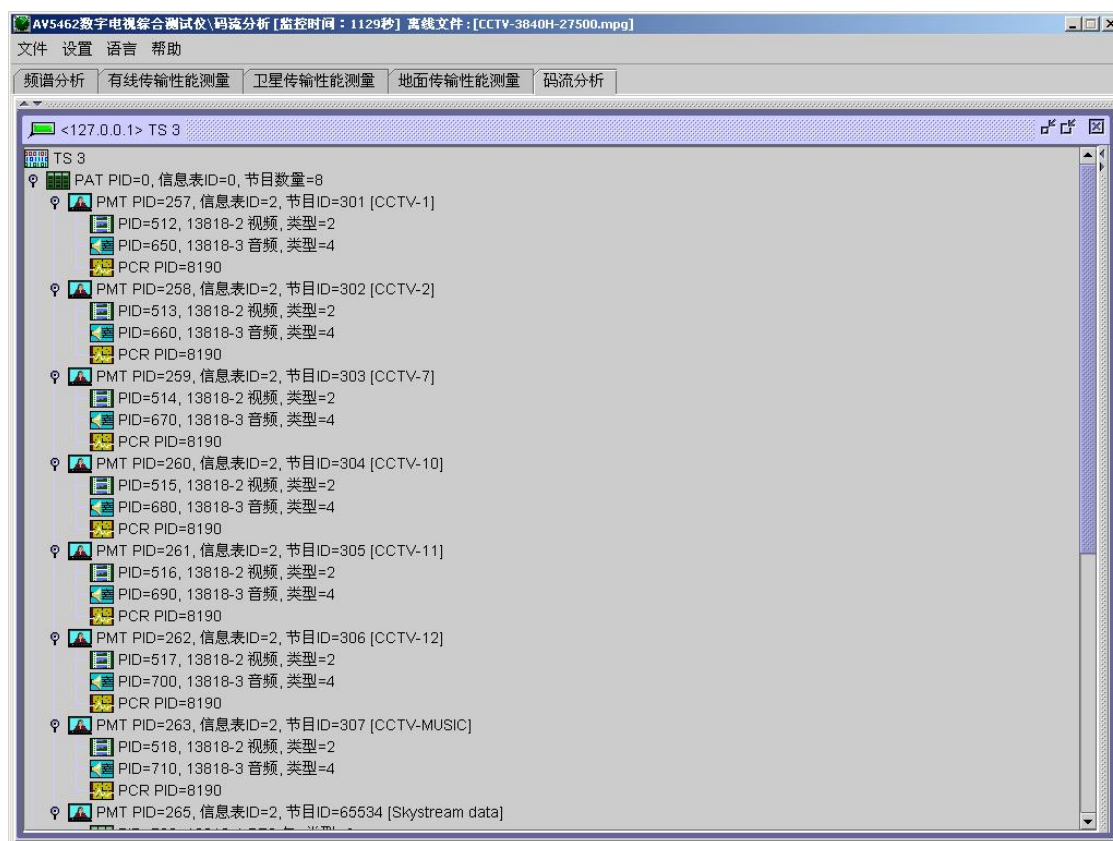 AV5462数字电视综合测试仪\码流分析 [监控时间：1129秒] 离线文件:[CCTV-3840H-27500.mpg]
文件 设置 语言 帮助
频谱分析 有线传输性能测量 卫星传输性能测量 地面传输性能测量 码流分析
<127.0.0.1> TS 3
TS 3
PAT PID=0, 信息表ID=0, 节目数量=8
PMT PID=257, 信息表ID=2, 节目ID=301 [CCTV-1]
PID=512, 13818-2 视频, 类型=2
PID=650, 13818-3 音频, 类型=4
PCR PID=8190
PMT PID=258, 信息表ID=2, 节目ID=302 [CCTV-2]
PID=513, 13818-2 视频, 类型=2
PID=660, 13818-3 音频, 类型=4
PCR PID=8190
PMT PID=259, 信息表ID=2, 节目ID=303 [CCTV-7]
PID=514, 13818-2 视频, 类型=2
PID=670, 13818-3 音频, 类型=4
PCR PID=8190
PMT PID=260, 信息表ID=2, 节目ID=304 [CCTV-10]
PID=515, 13818-2 视频, 类型=2
PID=680, 13818-3 音频, 类型=4
PCR PID=8190
PMT PID=261, 信息表ID=2, 节目ID=305 [CCTV-11]
PID=516, 13818-2 视频, 类型=2
PID=690, 13818-3 音频, 类型=4
PCR PID=8190
PMT PID=262, 信息表ID=2, 节目ID=306 [CCTV-12]
PID=517, 13818-2 视频, 类型=2
PID=700, 13818-3 音频, 类型=4
PCR PID=8190
PMT PID=263, 信息表ID=2, 节目ID=307 [CCTV-MUSIC]
PID=518, 13818-2 视频, 类型=2
PID=710, 13818-3 音频, 类型=4
PCR PID=8190
PMT PID=265, 信息表ID=2, 节目ID=65534 [Skystream data]